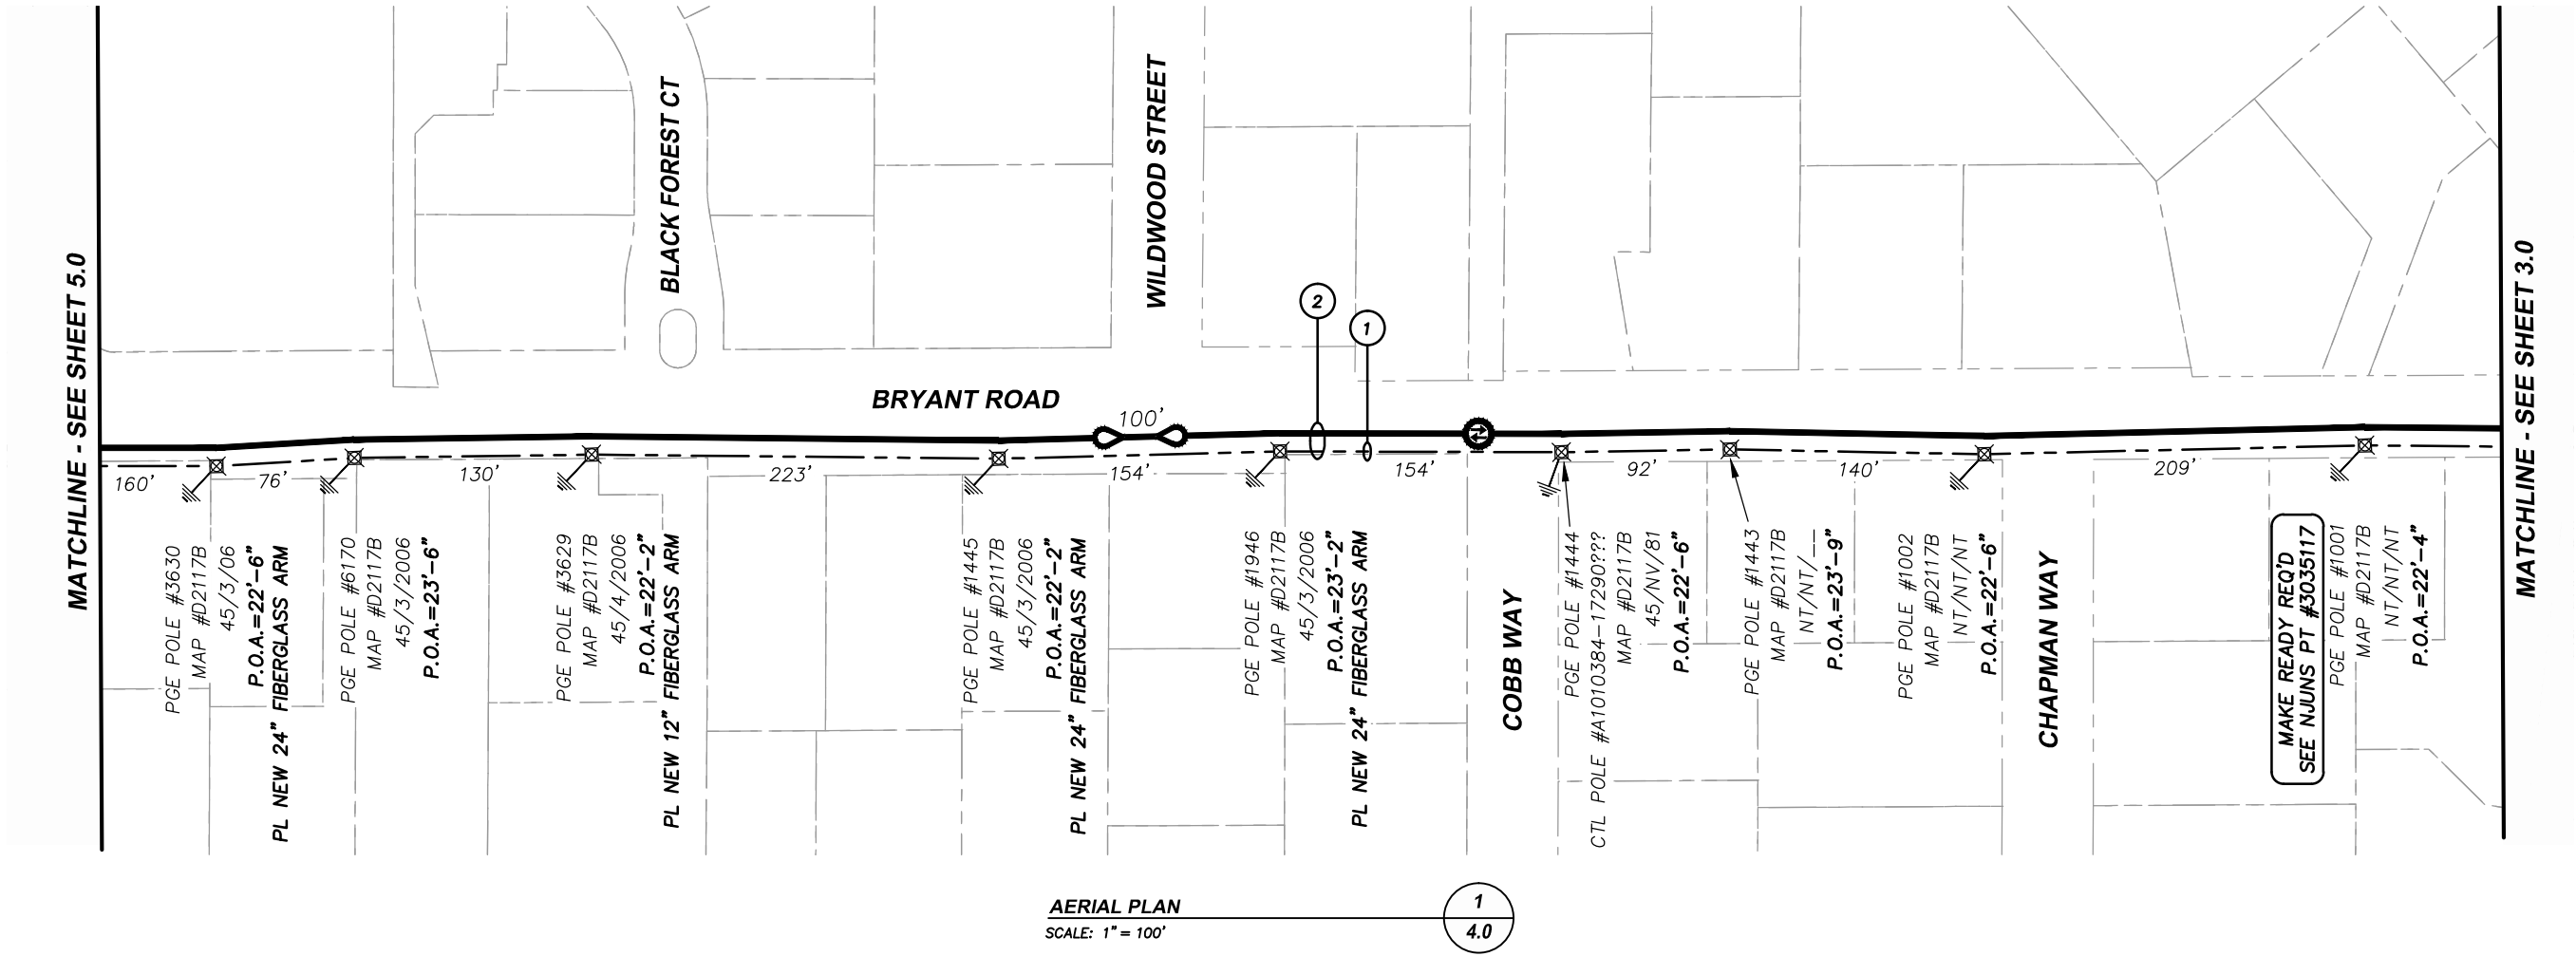 MATCHLINE - SEE SHEET 5.0
BLACK FOREST CT
WILDWOOD STREET
MATCHLINE - SEE SHEET 3.0
2
1
BRYANT ROAD
100'
160'
76'
130'
223'
154'
154'
92'
140'
209'
PGE POLE #3630
MAP #D2117B
45/3/06
P.O.A.=22'-6"
PL NEW 24" FIBERGLASS ARM
PGE POLE #6170
MAP #D2117B
45/3/2006
P.O.A.=23'-6"
PGE POLE #3629
MAP #D2117B
45/4/2006
P.O.A.=22'-2"
PL NEW 12" FIBERGLASS ARM
PGE POLE #1445
MAP #D2117B
45/3/2006
P.O.A.=22'-2"
PL NEW 24" FIBERGLASS ARM
PGE POLE #1946
MAP #D2117B
45/3/2006
P.O.A.=23'-2"
PL NEW 24" FIBERGLASS ARM
COBB WAY
PGE POLE #1444
CTL POLE #A1010384-17290???
MAP #D2117B
45/NV/81
P.O.A.=22'-6"
PGE POLE #1443
MAP #D2117B
NT/NT/__
P.O.A.=23'-9"
PGE POLE #1002
MAP #D2117B
NT/NT/NT
P.O.A.=22'-6"
CHAPMAN WAY
MAKE READY REQ'D
SEE NJUNS PT #3035117
PGE POLE #1001
MAP #D2117B
NT/NT/NT
P.O.A.=22'-4"
AERIAL PLAN
SCALE: 1" = 100'
1
4.0